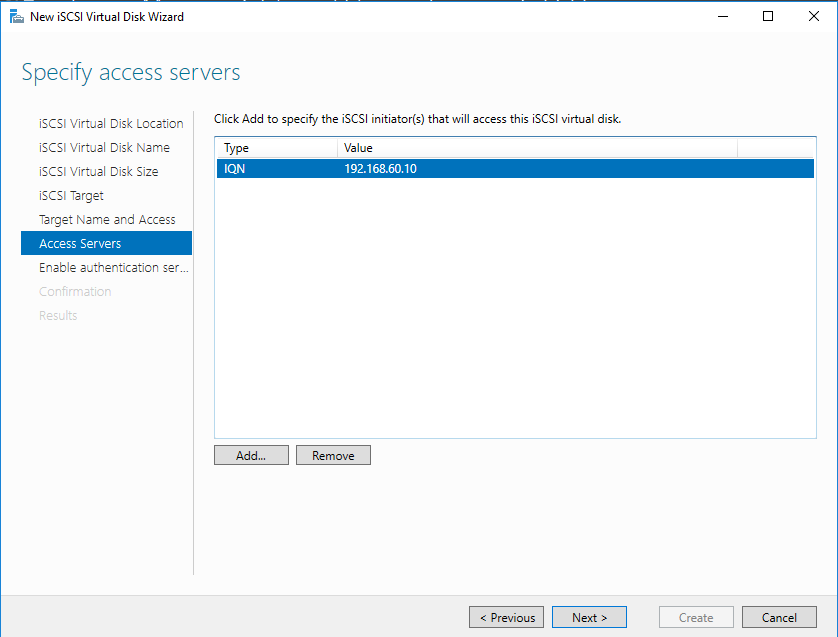 New iSCSI Virtual Disk Wizard
Specify access servers
iSCSI Virtual Disk Location
iSCSI Virtual Disk Name
iSCSI Virtual Disk Size
iSCSI Target
Target Name and Access
Access Servers
Enable authentication ser...
Confirmation
Results
Click Add to specify the iSCSI initiator(s) that will access this iSCSI virtual disk.
Type Value
IQN 192.168.60.10
Add... Remove
< Previous Next > Create Cancel